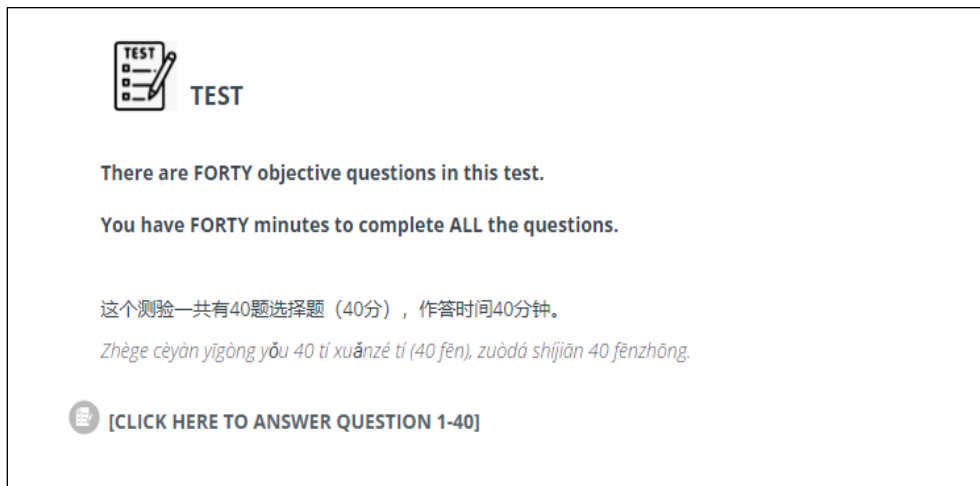 TEST
TEST
There are FORTY objective questions in this test.
You have FORTY minutes to complete ALL the questions.
这个测验一共有40题选择题（40分），作答时间40分钟。
Zhège cèyàn yīgòng yǒu 40 tí xuǎnzé tí (40 fēn), zuòdá shíjiān 40 fēnzhōng.
[CLICK HERE TO ANSWER QUESTION 1-40]